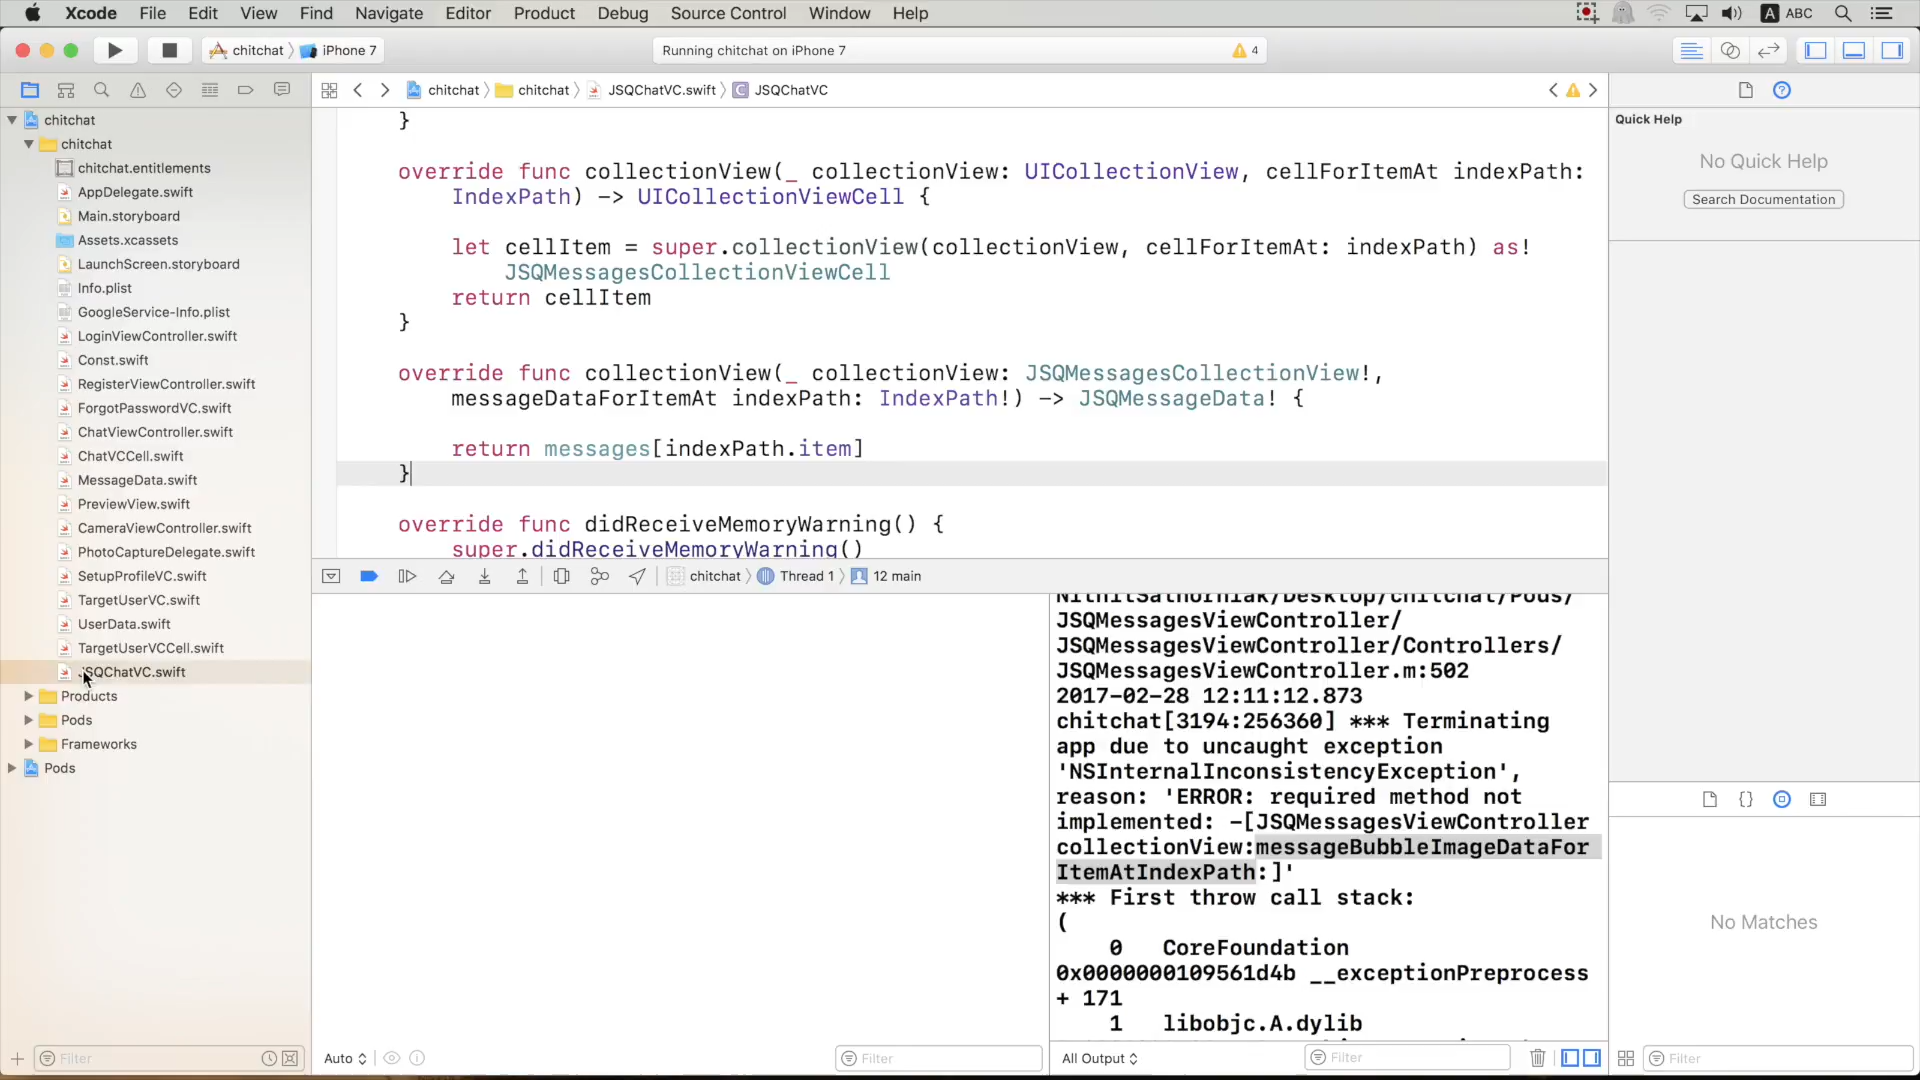 Xcode File Edit View Find Navigate Editor Product Debug Source Control Window Help A ABC
chitchat iPhone 7 Running chitchat on iPhone 7 4
chitchat chitchat JSQChatVC.swift C JSQChatVC
chitchat
chitchat
chitchat.entitlements
AppDelegate.swift
Main.storyboard
Assets.xcassets
LaunchScreen.storyboard
Info.plist
GoogleService-Info.plist
LoginViewController.swift
Const.swift
RegisterViewController.swift
ForgotPasswordVC.swift
ChatViewController.swift
ChatVCCell.swift
MessageData.swift
PreviewView.swift
CameraViewController.swift
PhotoCaptureDelegate.swift
SetupProfileVC.swift
TargetUserVC.swift
UserData.swift
TargetUserVCCell.swift
JSQChatVC.swift
Products
Pods
Frameworks
Pods
Filter
}
override func collectionView(_ collectionView: UICollectionView, cellForItemAt indexPath:
IndexPath) -> UICollectionViewCell {
let cellItem = super.collectionView(collectionView, cellForItemAt: indexPath) as!
JSQMessagesCollectionViewCell
return cellItem
}
override func collectionView(_ collectionView: JSQMessagesCollectionView!,
messageDataForItemAt indexPath: IndexPath!) -> JSQMessageData! {
return messages[indexPath.item]
}
override func didReceiveMemoryWarning() {
super.didReceiveMemoryWarning()
chitchat Thread 1 12 main
NithitSathorniak/Desktop/chitchat/Pods/
JSQMessagesViewController/
JSQMessagesViewController/Controllers/
JSQMessagesViewController.m:502
2017-02-28 12:11:12.873
chitchat[3194:256360] *** Terminating
app due to uncaught exception
'NSInternalInconsistencyException',
reason: 'ERROR: required method not
implemented: -[JSQMessagesViewController
collectionView:messageBubbleImageDataFor
ItemAtIndexPath:]'
*** First throw call stack:
(
0 CoreFoundation
0x0000000109561d4b __exceptionPreprocess
+ 171
1 libobjc.A.dylib
Auto Filter
All Output Filter
Quick Help
No Quick Help
Search Documentation
{}
No Matches
Filter